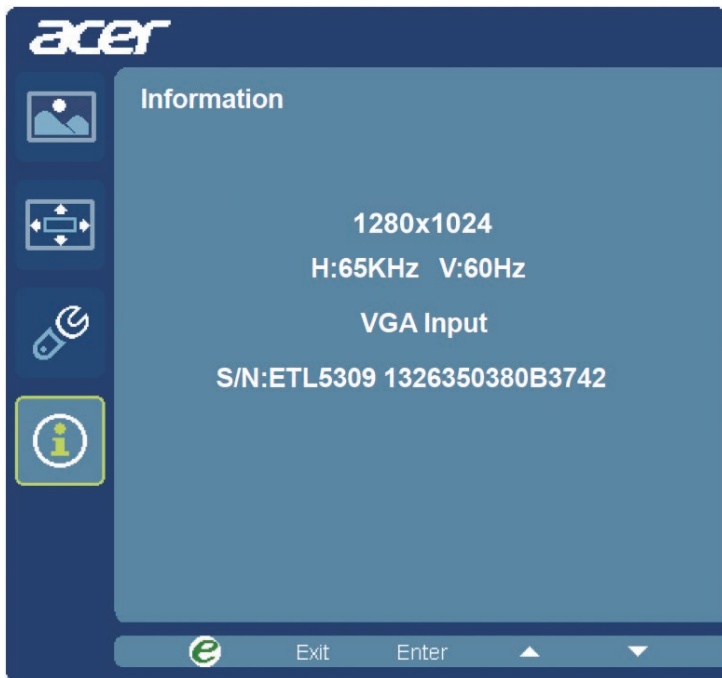 acer
Information
1280x1024
H:65KHz V:60Hz
VGA Input
S/N:ETL5309 1326350380B3742
e Exit Enter